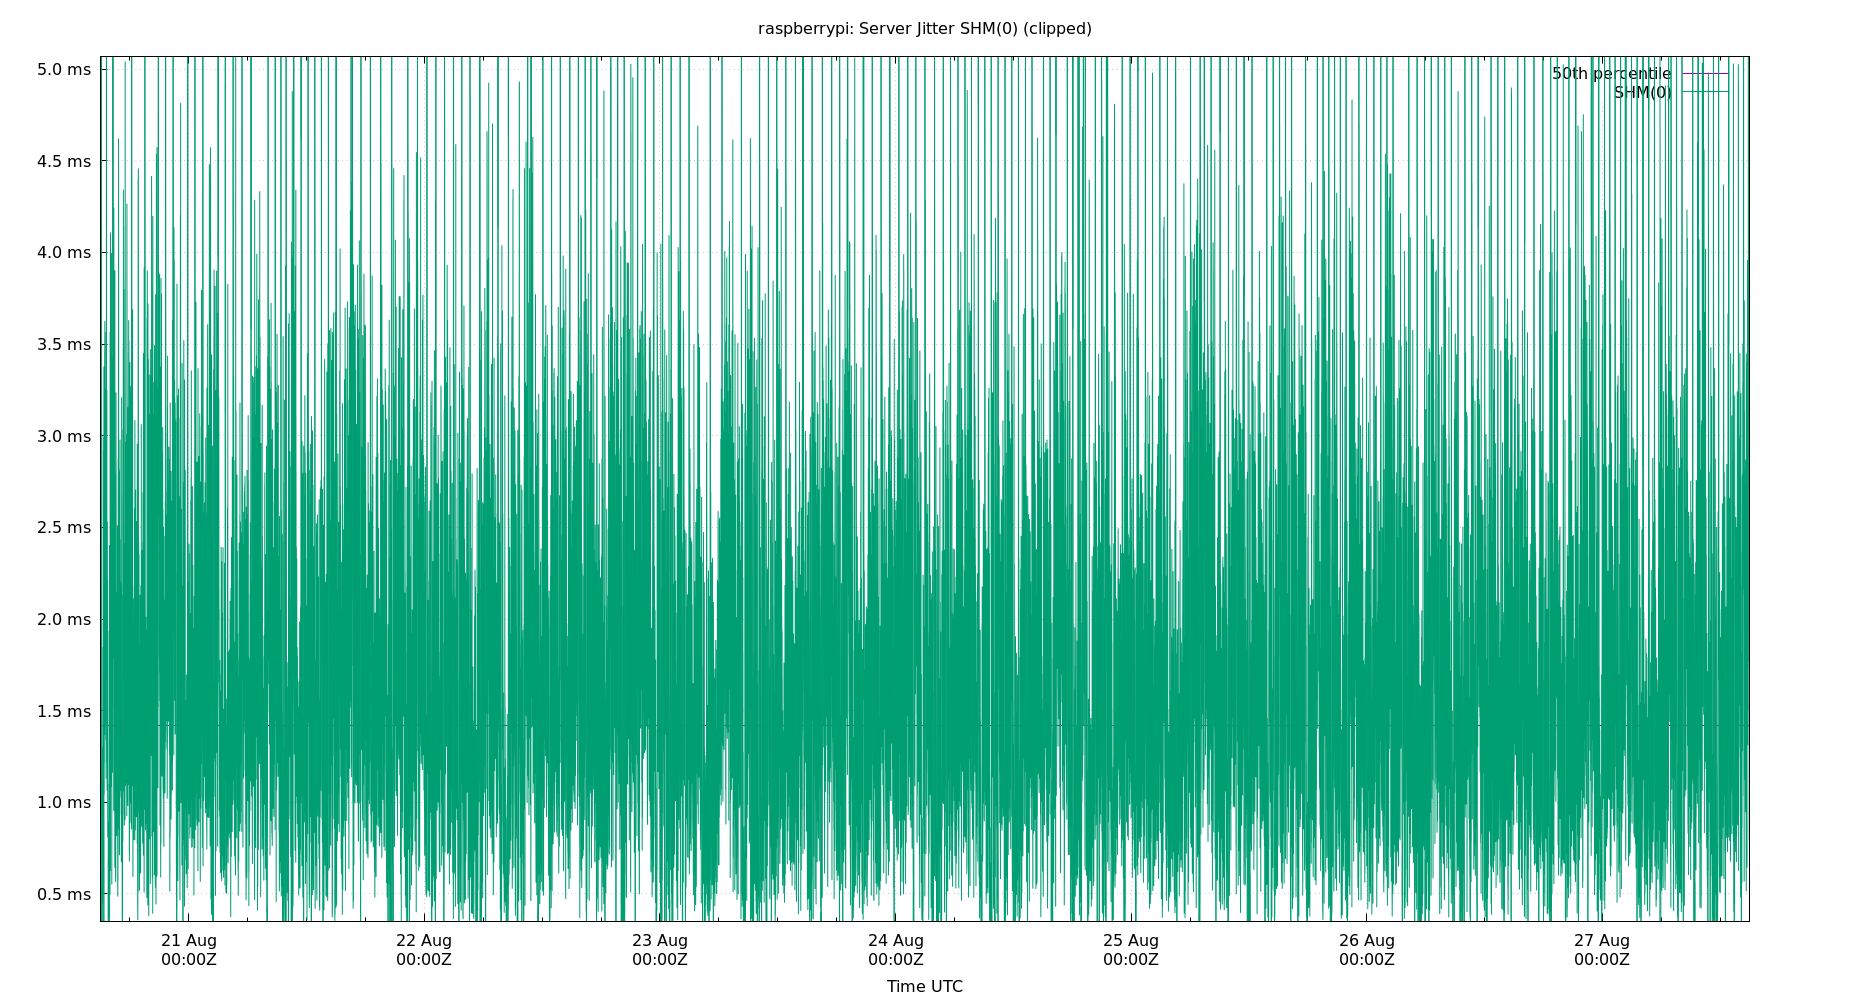 raspberrypi: Server Jitter SHM(0) (clipped)
50th percentile
SHM(0)
5.0 ms
4.5 ms
4.0 ms
3.5 ms
3.0 ms
2.5 ms
2.0 ms
1.5 ms
1.0 ms
0.5 ms
21 Aug 22 Aug 23 Aug 24 Aug 25 Aug 26 Aug 27 Aug
00:00Z 00:00Z 00:00Z 00:00Z 00:00Z 00:00Z 00:00Z
Time UTC